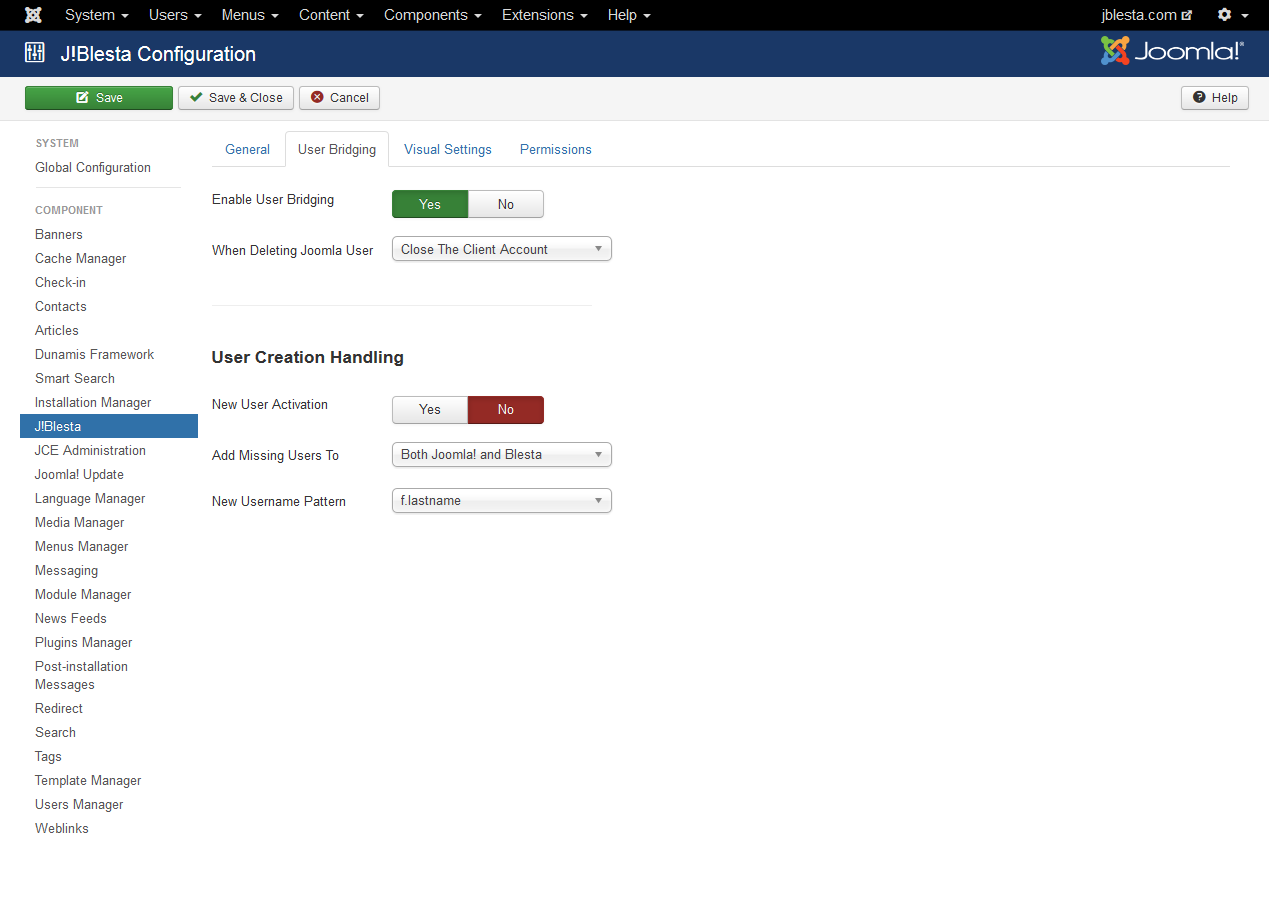 System Users Menus Content Components Extensions Help jblesta.com
J!Blesta Configuration Joomla!®
Save Save & Close Cancel Help
SYSTEM
Global Configuration
COMPONENT
Banners
Cache Manager
Check-in
Contacts
Articles
Dunamis Framework
Smart Search
Installation Manager
J!Blesta
JCE Administration
Joomla! Update
Language Manager
Media Manager
Menus Manager
Messaging
Module Manager
News Feeds
Plugins Manager
Post-installation
Messages
Redirect
Search
Tags
Template Manager
Users Manager
Weblinks
General User Bridging Visual Settings Permissions
Enable User Bridging Yes No
When Deleting Joomla User Close The Client Account
User Creation Handling
New User Activation Yes No
Add Missing Users To Both Joomla! and Blesta
New Username Pattern f.lastname